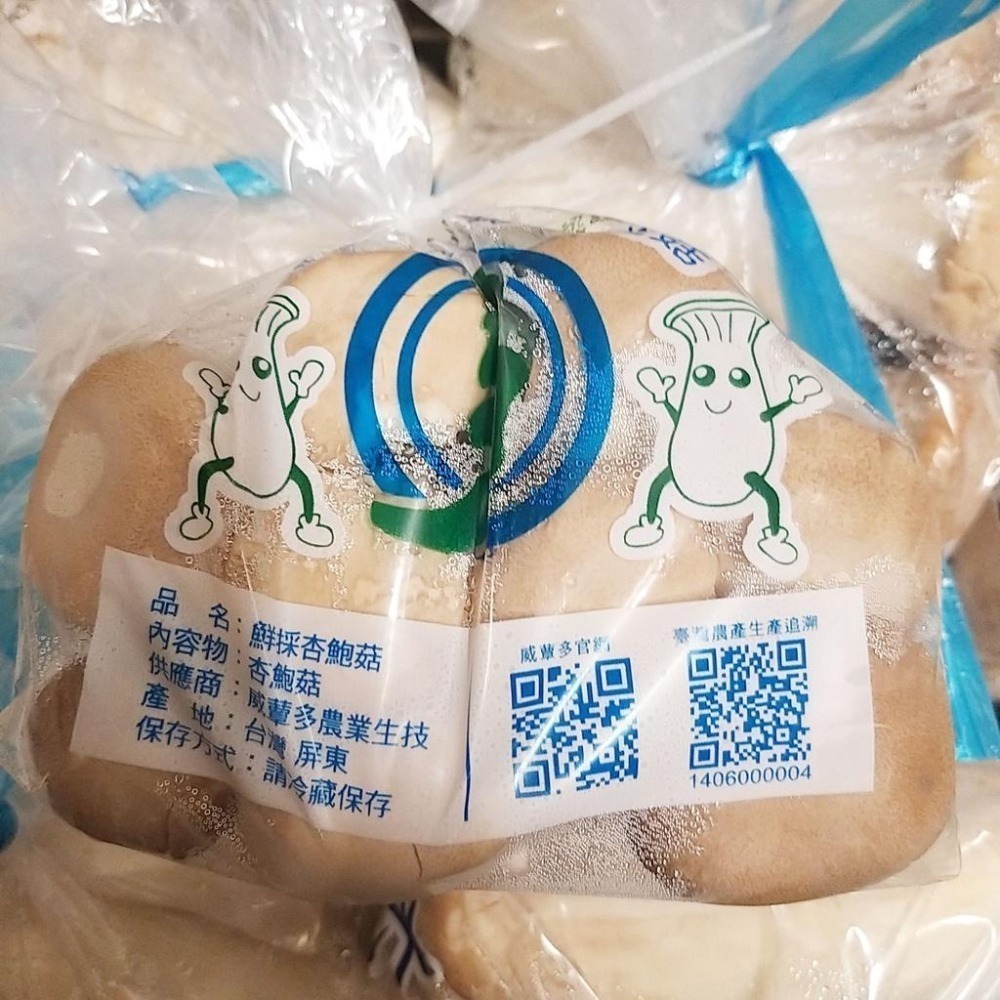 品 名：鮮採杏鮑菇
內容物：杏鮑菇
供應商：威蕈多農業生技
產 地：台灣 屏東
保存方式：請冷藏保存
威蕈多官網
臺灣農產生產追溯
1406000004